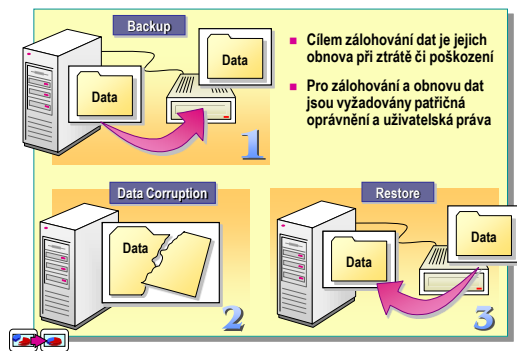 Backup
Data
Data
1
Cílem zálohování dat je jejich
obnova při ztrátě či poškození
Pro zálohování a obnovu dat
jsou vyžadovány patřičná
oprávnění a uživatelská práva
Data Corruption
Data
2
Restore
Data
Data
3